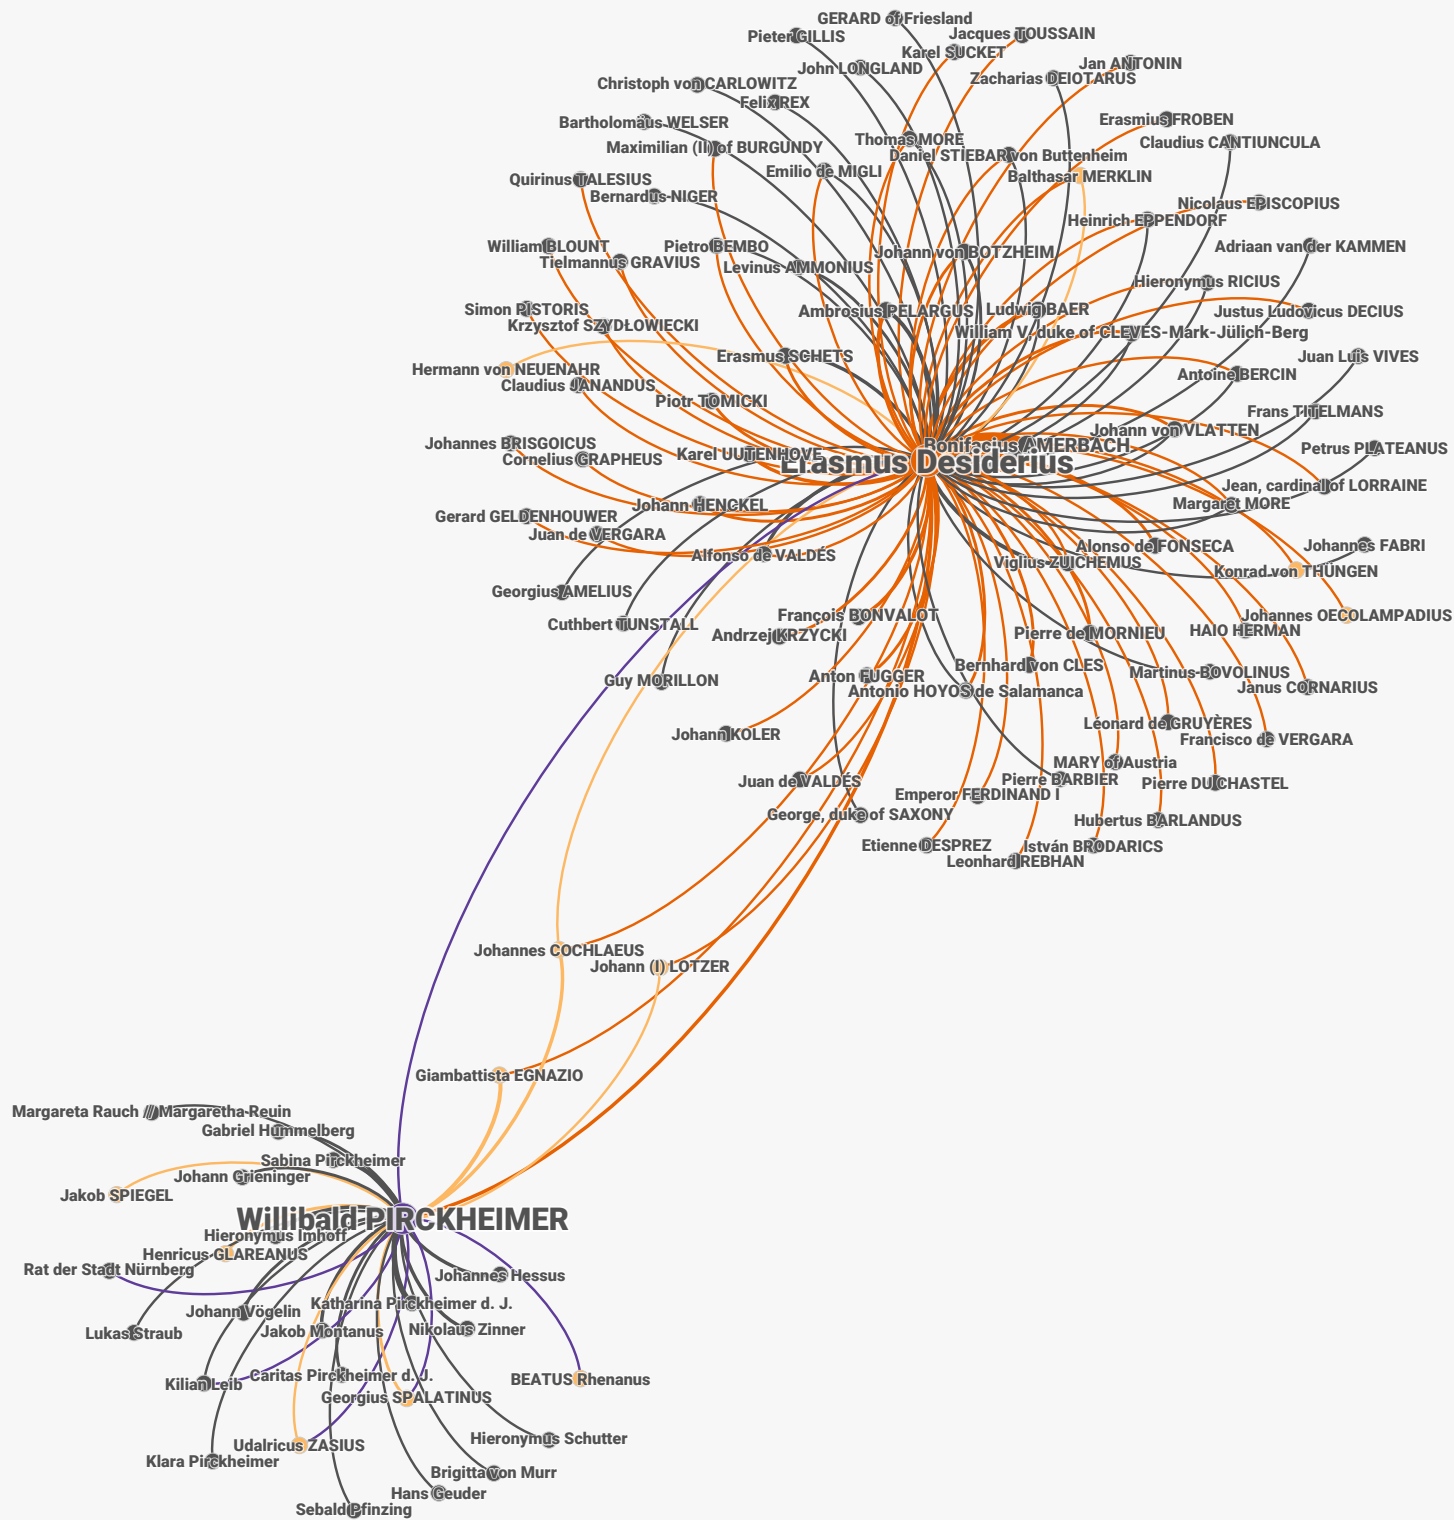 GERARD of Friesland
Pieter GILLIS
Jacques TOUSSAIN
Karel SUCKET
John LONGLAND
Jan ANTONIN
Zacharias DEIOTARUS
Christoph von CARLOWITZ
Felix REX
Bartholomäus WELSER
Erasmius FROBEN
Thomas MORE
Claudius CANTIUNCULA
Maximilian (II) of BURGUNDY
Daniel STIEBAR von Buttenheim
Emilio de MIGLI
Balthasar MERKLIN
Quirinus TALESIUS
Bernardus NIGER
Nicolaus EPISCOPIUS
Heinrich EPPENDORF
William BLOUNT
Pietro BEMBO
Adriaan van der KAMMEN
Johann von BOTZHEIM
Tielmannus GRAVIUS
Levinus AMMONIUS
Hieronymus RICIUS
Simon PISTORIS
Ambrosius PELARGUS
Ludwig BAER
Justus Ludovicus DECIUS
Krzysztof SZYDŁOWIECKI
William V, duke of CLEVES-Mark-Jülich-Berg
Erasmus SCHETS
Juan Luis VIVES
Hermann von NEUENAHR
Antoine BERCIN
Claudius JANANDUS
Piotr TOMICKI
Frans TITELMANS
Johann von VLATTEN
Johannes BRISGOICUS
Bonifacius AMERBACH
Petrus PLATEANUS
Karel UUTENHOVE
Cornelius GRAPHEUS
Erasmus Desiderius
Jean, cardinal of LORRAINE
Johann HENCKEL
Margaret MORE
Gerard GELDENHOUWER
Juan de VERGARA
Alonso de FONSECA
Johannes FABRI
Alfonso de VALDÉS
Viglius ZUICHEMUS
Konrad von THÜNGEN
Georgius AMELIUS
François BONVALOT
Johannes OECOLAMPADIUS
Cuthbert TUNSTALL
Andrzej KRZYCKI
Pierre de MORNIEU
HAIO HERMAN
Bernhard von CLES
Martinus BOVOLINUS
Anton FUGGER
Guy MORILLON
Antonio HOYOS de Salamanca
Janus CORNARIUS
Léonard de GRUYÈRES
Johann KOLER
Francisco de VERGARA
MARY of Austria
Juan de VALDÉS
Pierre BARBIER
Pierre DUCHASTEL
Emperor FERDINAND I
George, duke of SAXONY
Hubertus BARLANDUS
Etienne DESPREZ
István BRODARICS
Leonhard REBHAN
Johannes COCHLAEUS
Johann (I) LOTZER
Giambattista EGNAZIO
Margareta Rauch // Margaretha Reuin
Gabriel Hummelberg
Sabina Pirckheimer
Johann Grieninger
Jakob SPIEGEL
Willibald PIRCKHEIMER
Hieronymus Imhoff
Henricus GLAREANUS
Rat der Stadt Nürnberg
Johannes Hessus
Katharina Pirckheimer d. J.
Johann Vögelin
Lukas Straub
Jakob Montanus
Nikolaus Zinner
Caritas Pirckheimer d. J.
BEATUS Rhenanus
Kilian Leib
Georgius SPALATINUS
Hieronymus Schutter
Udalricus ZASIUS
Klara Pirckheimer
Brigitta von Murr
Hans Geuder
Sebald Pfinzing